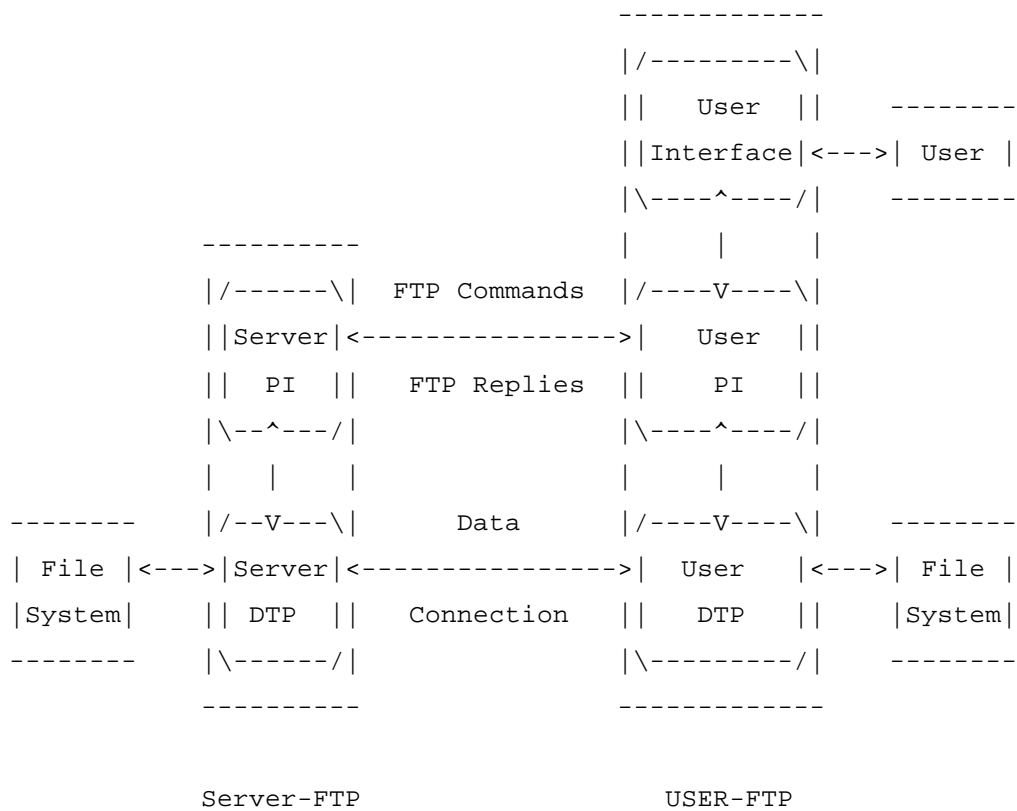 -------------
                                            |/---------\|
                                            ||   User  ||    --------
                                            ||Interface|<--->| User |
                                            |\----^----/|    --------
                  ----------                |     |     |
                  |/------\|  FTP Commands  |/----V----\|
                  ||Server|<---------------->|   User  ||
                  ||  PI  ||   FTP Replies  ||    PI   ||
                  |\--^---/|                |\----^----/|
                  |   |    |                |     |     |
--------          |/--V---\|      Data      |/----V----\|    --------
| File |<--->|Server|<---------------->|  User   |<--->| File |
|System|    || DTP  ||   Connection   ||   DTP   ||    |System|
--------    |\------/|                |\---------/|    --------
            ----------                -------------
            Server-FTP                   USER-FTP